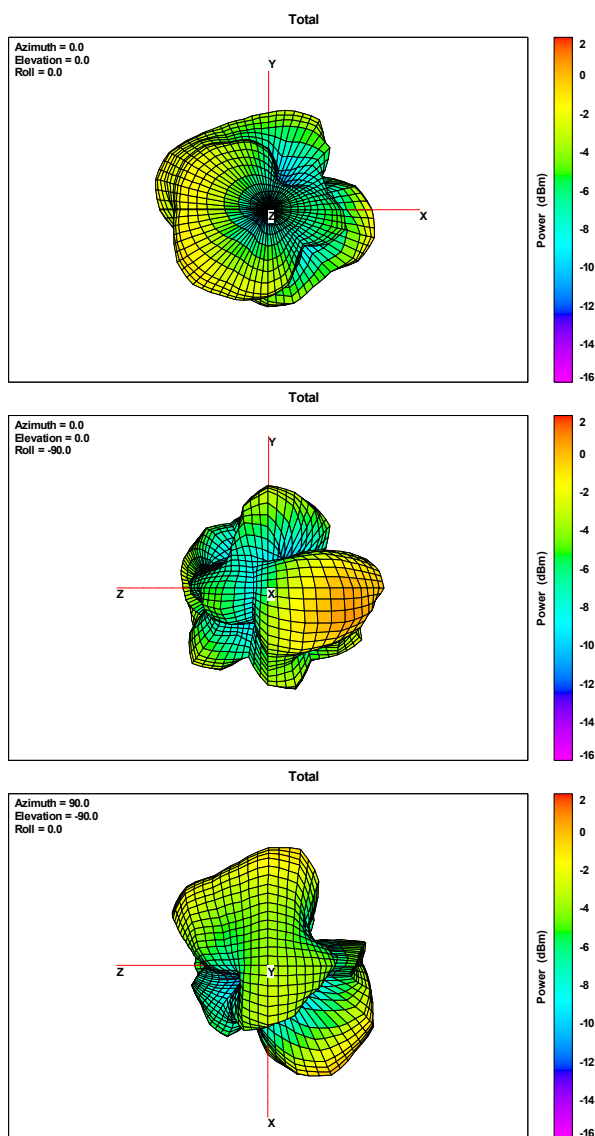 Total
Azimuth = 0.0
Elevation = 0.0
Roll = 0.0
Y
Z
X
2
0
-2
-4
-6
-8
-10
-12
-14
-16
Power (dBm)
Total
Azimuth = 0.0
Elevation = 0.0
Roll = -90.0
Y
Z
X
2
0
-2
-4
-6
-8
-10
-12
-14
-16
Power (dBm)
Total
Azimuth = 90.0
Elevation = -90.0
Roll = 0.0
Z
Y
X
2
0
-2
-4
-6
-8
-10
-12
-14
-16
Power (dBm)